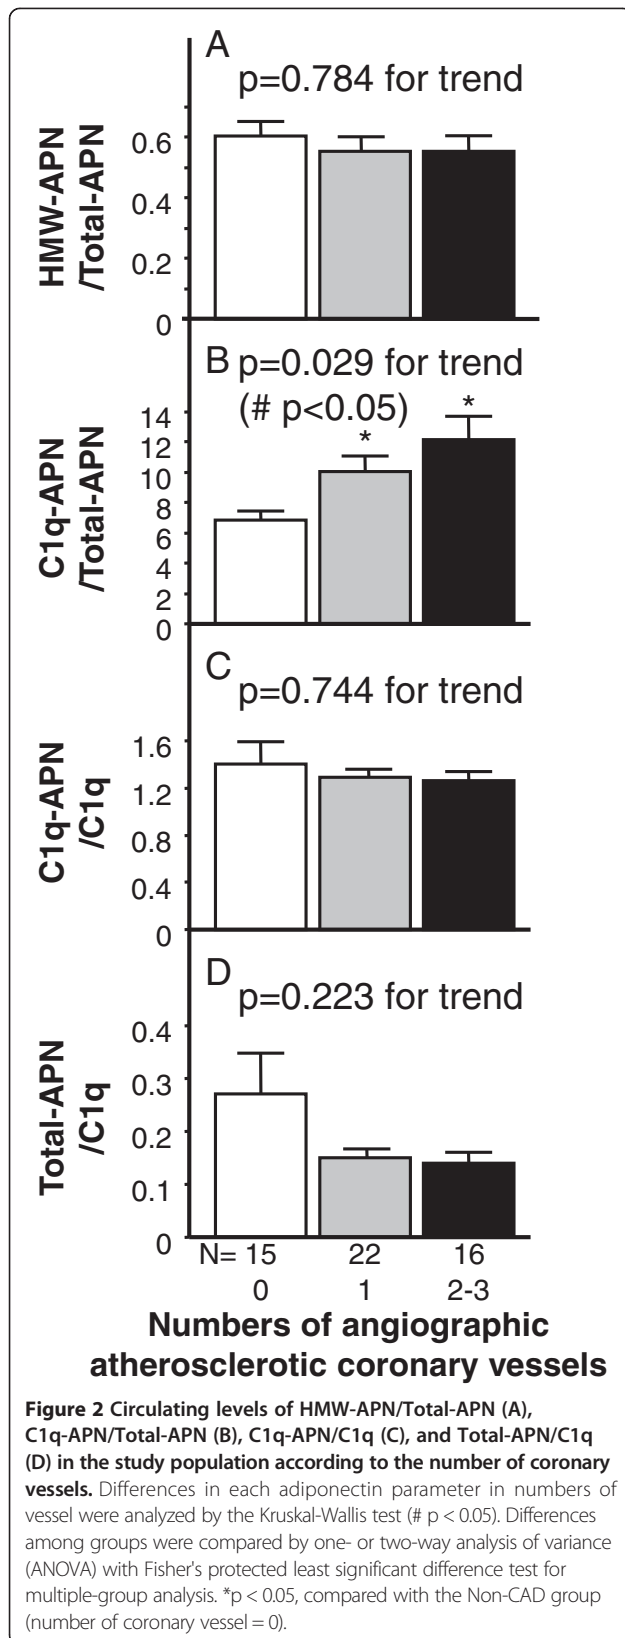 A
p=0.784 for trend
HMW-APN
/Total-APN
0.6
0.4
0.2
0
B p=0.029 for trend
(# p<0.05)
*
*
C1q-APN
/Total-APN
14
12
10
8
6
4
2
0
C
p=0.744 for trend
C1q-APN
/C1q
1.6
1.2
0.8
0.4
0
D
p=0.223 for trend
Total-APN
/C1q
0.4
0.3
0.2
0.1
0
N= 15 22 16
0 1 2-3
Numbers of angiographic
atherosclerotic coronary vessels
Figure 2 Circulating levels of HMW-APN/Total-APN (A),
C1q-APN/Total-APN (B), C1q-APN/C1q (C), and Total-APN/C1q
(D) in the study population according to the number of coronary
vessels. Differences in each adiponectin parameter in numbers of
vessel were analyzed by the Kruskal-Wallis test (# p < 0.05). Differences
among groups were compared by one- or two-way analysis of variance
(ANOVA) with Fisher's protected least significant difference test for
multiple-group analysis. *p < 0.05, compared with the Non-CAD group
(number of coronary vessel = 0).